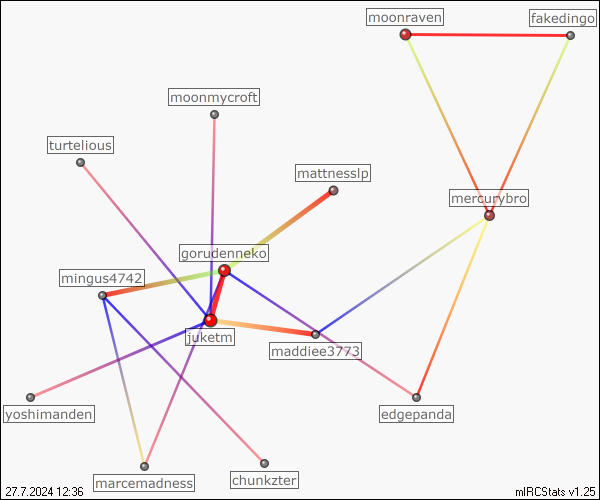 moonraven
fakedingo
moonmycroft
turtelious
mattnesslp
mercurybro
gorudenneko
mingus4742
juketm
maddiee3773
yoshimanden
edgepanda
marcemadness
chunkzter
27.7.2024 12:36
mIRCStats v1.25